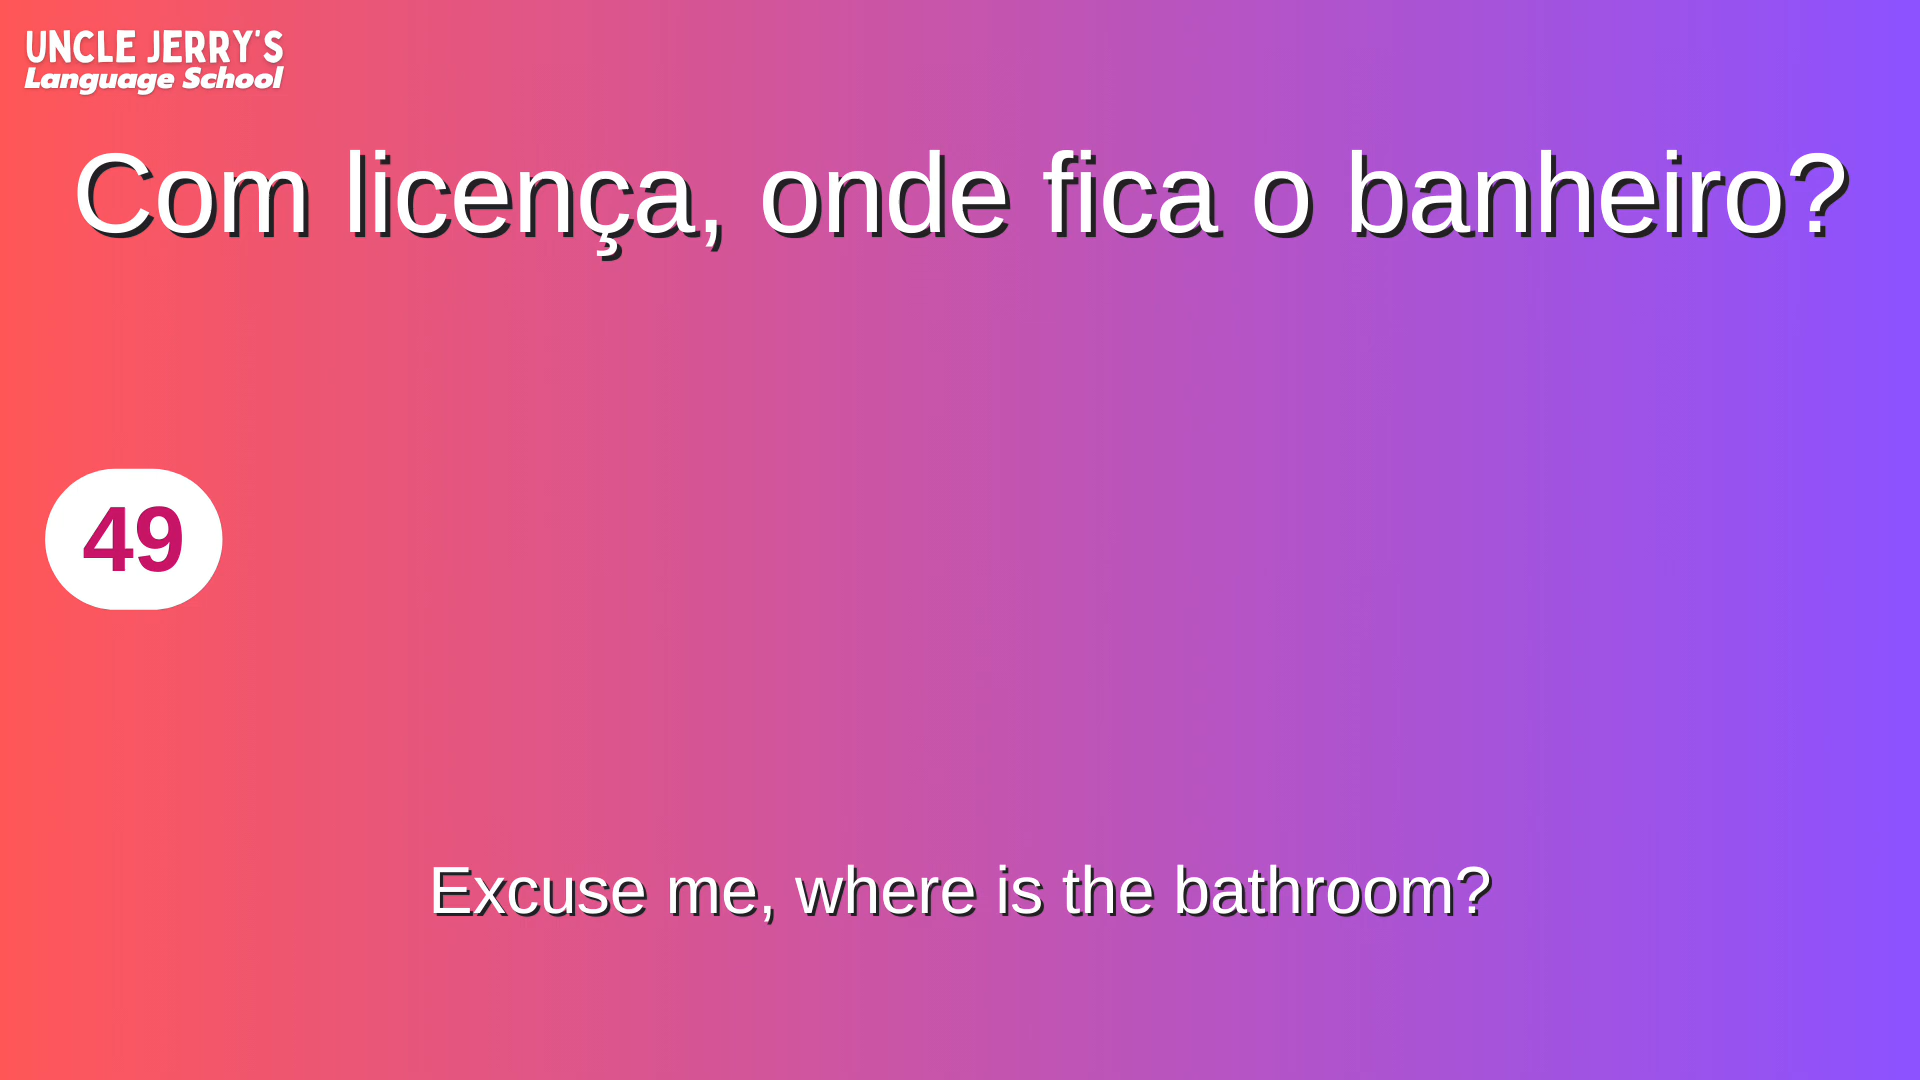 UNCLE JERRY'S
Language School
Com licença, onde fica o banheiro?
49
Excuse me, where is the bathroom?